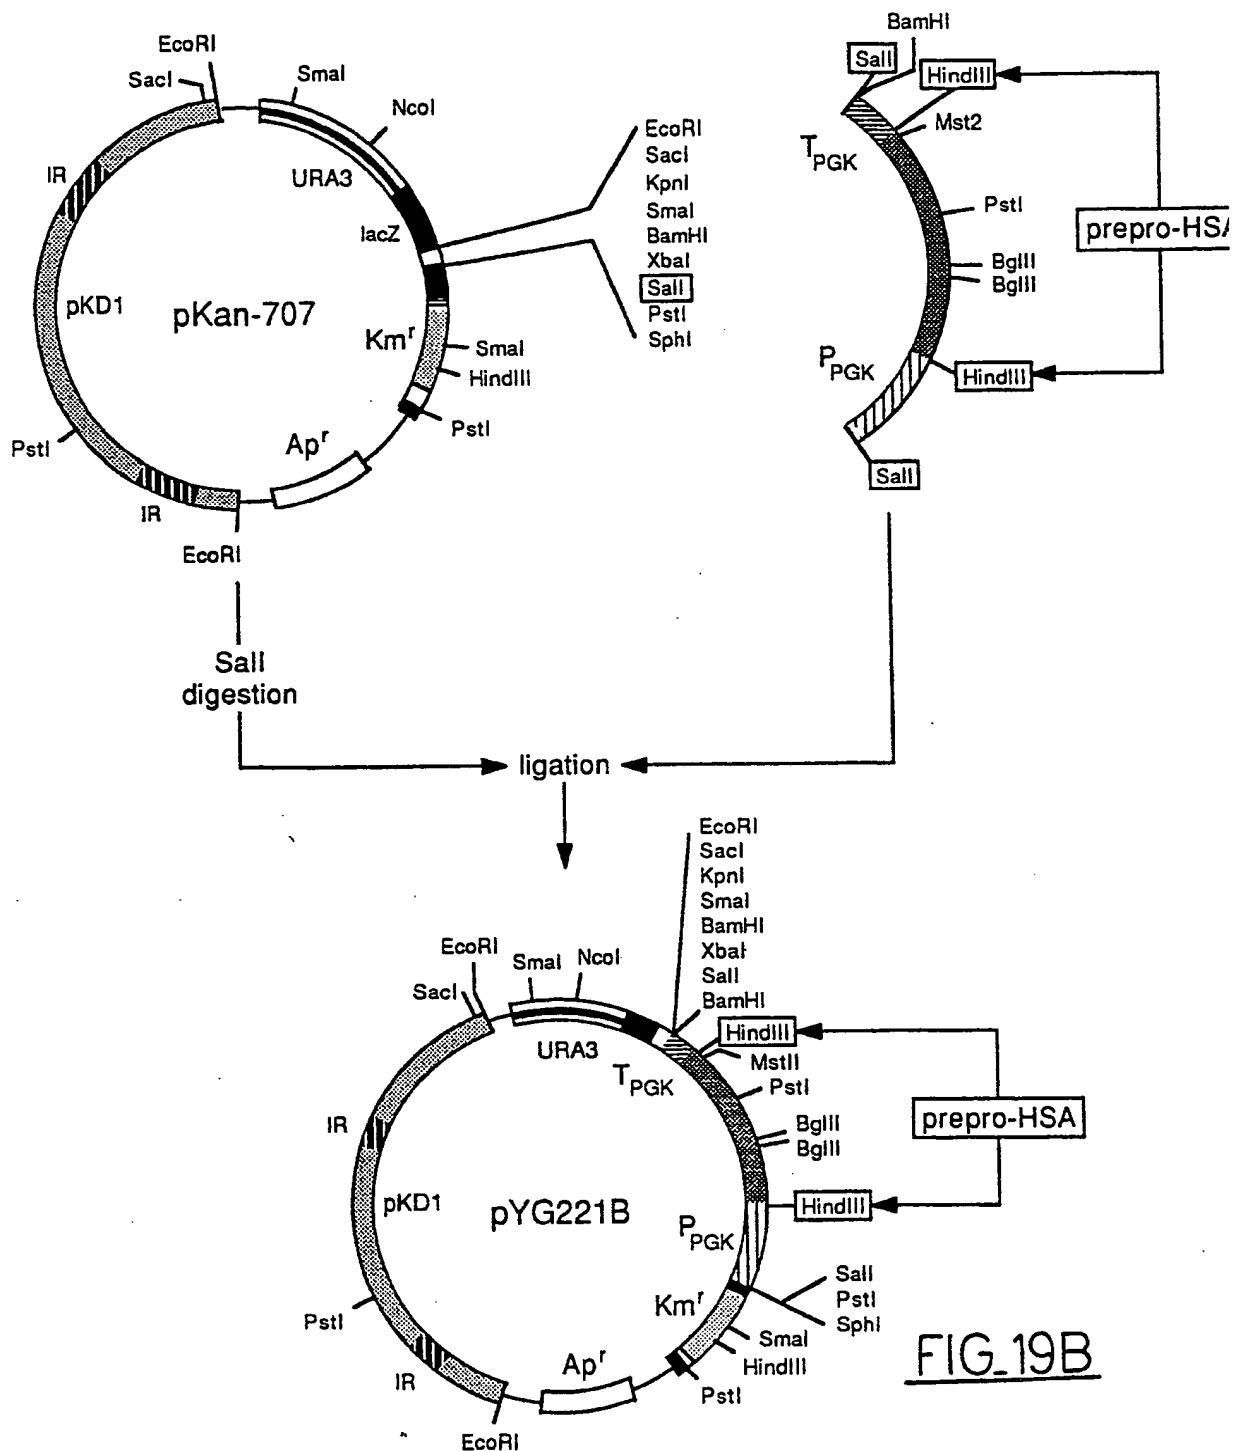 EcoRI
SacI
SmaI
NcoI
IR
URA3
lacZ
pKD1
pKan-707
Kmʳ
SmaI
HindIII
PstI
PstI
Apʳ
IR
EcoRI
EcoRI
SacI
KpnI
SmaI
BamHI
XbaI
SalI
PstI
SphI
BamHI
SalI
HindIII
Mst2
TPGK
PstI
BglII
BglII
PPGK
HindIII
SalI
SalI
digestion
ligation
EcoRI
SacI
KpnI
SmaI
BamHI
XbaI
SalI
BamHI
EcoRI
SmaI
NcoI
SacI
HindIII
URA3
MstII
TPGK
PstI
IR
BglII
BglII
prepro-HSA
pKD1
pYG221B
HindIII
PPGK
SalI
PstI
SphI
Kmʳ
PstI
SmaI
HindIII
PstI
Apʳ
IR
EcoRI
FIG_19B